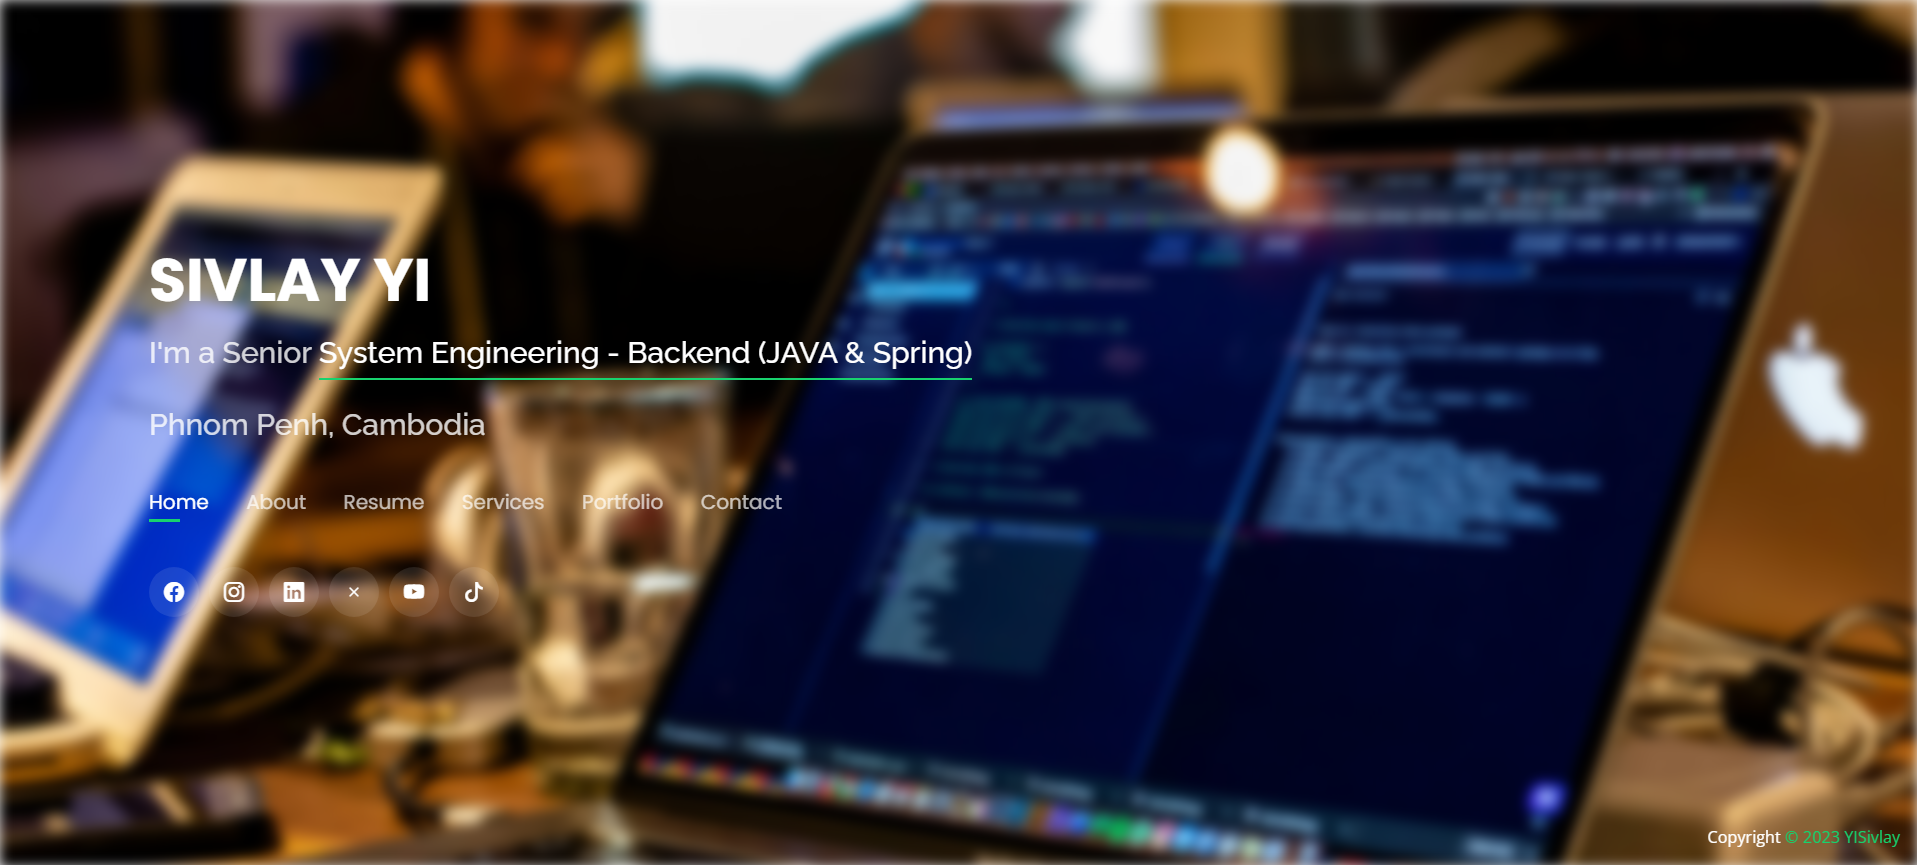 SIVLAY YI
I'm a Senior System Engineering - Backend (JAVA & Spring)
Phnom Penh, Cambodia
Home About Resume Services Portfolio Contact
Copyright © 2023 YISivlay